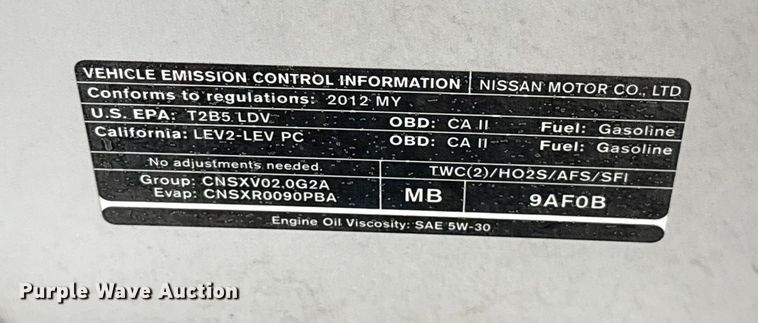 VEHICLE EMISSION CONTROL INFORMATION NISSAN MOTOR CO., LTD
Conforms to regulations: 2012 MY
U.S. EPA: T2B5 LDV OBD: CA II Fuel: Gasoline
California: LEV2-LEV PC OBD: CA II Fuel: Gasoline
No adjustments needed. TWC(2)/HO2S/AFS/SFI
Group: CNSXV02.0G2A
Evap: CNSXR0090PBA MB 9AF0B
Engine Oil Viscosity: SAE 5W-30
Purple Wave Auction